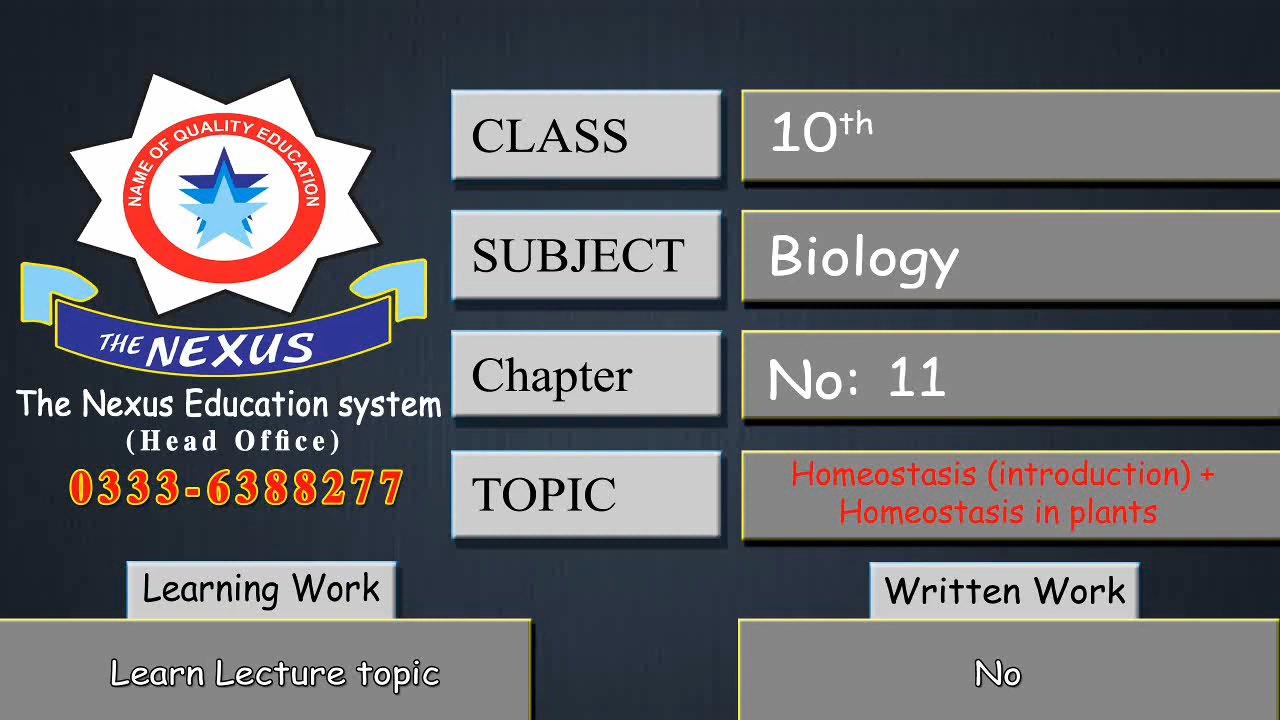 NAME OF QUALITY EDUCATION
THE NEXUS
The Nexus Education system
(Head Office)
0333-6388277
CLASS
10th
SUBJECT
Biology
Chapter
No: 11
TOPIC
Homeostasis (introduction) +
Homeostasis in plants
Learning Work
Learn Lecture topic
Written Work
No